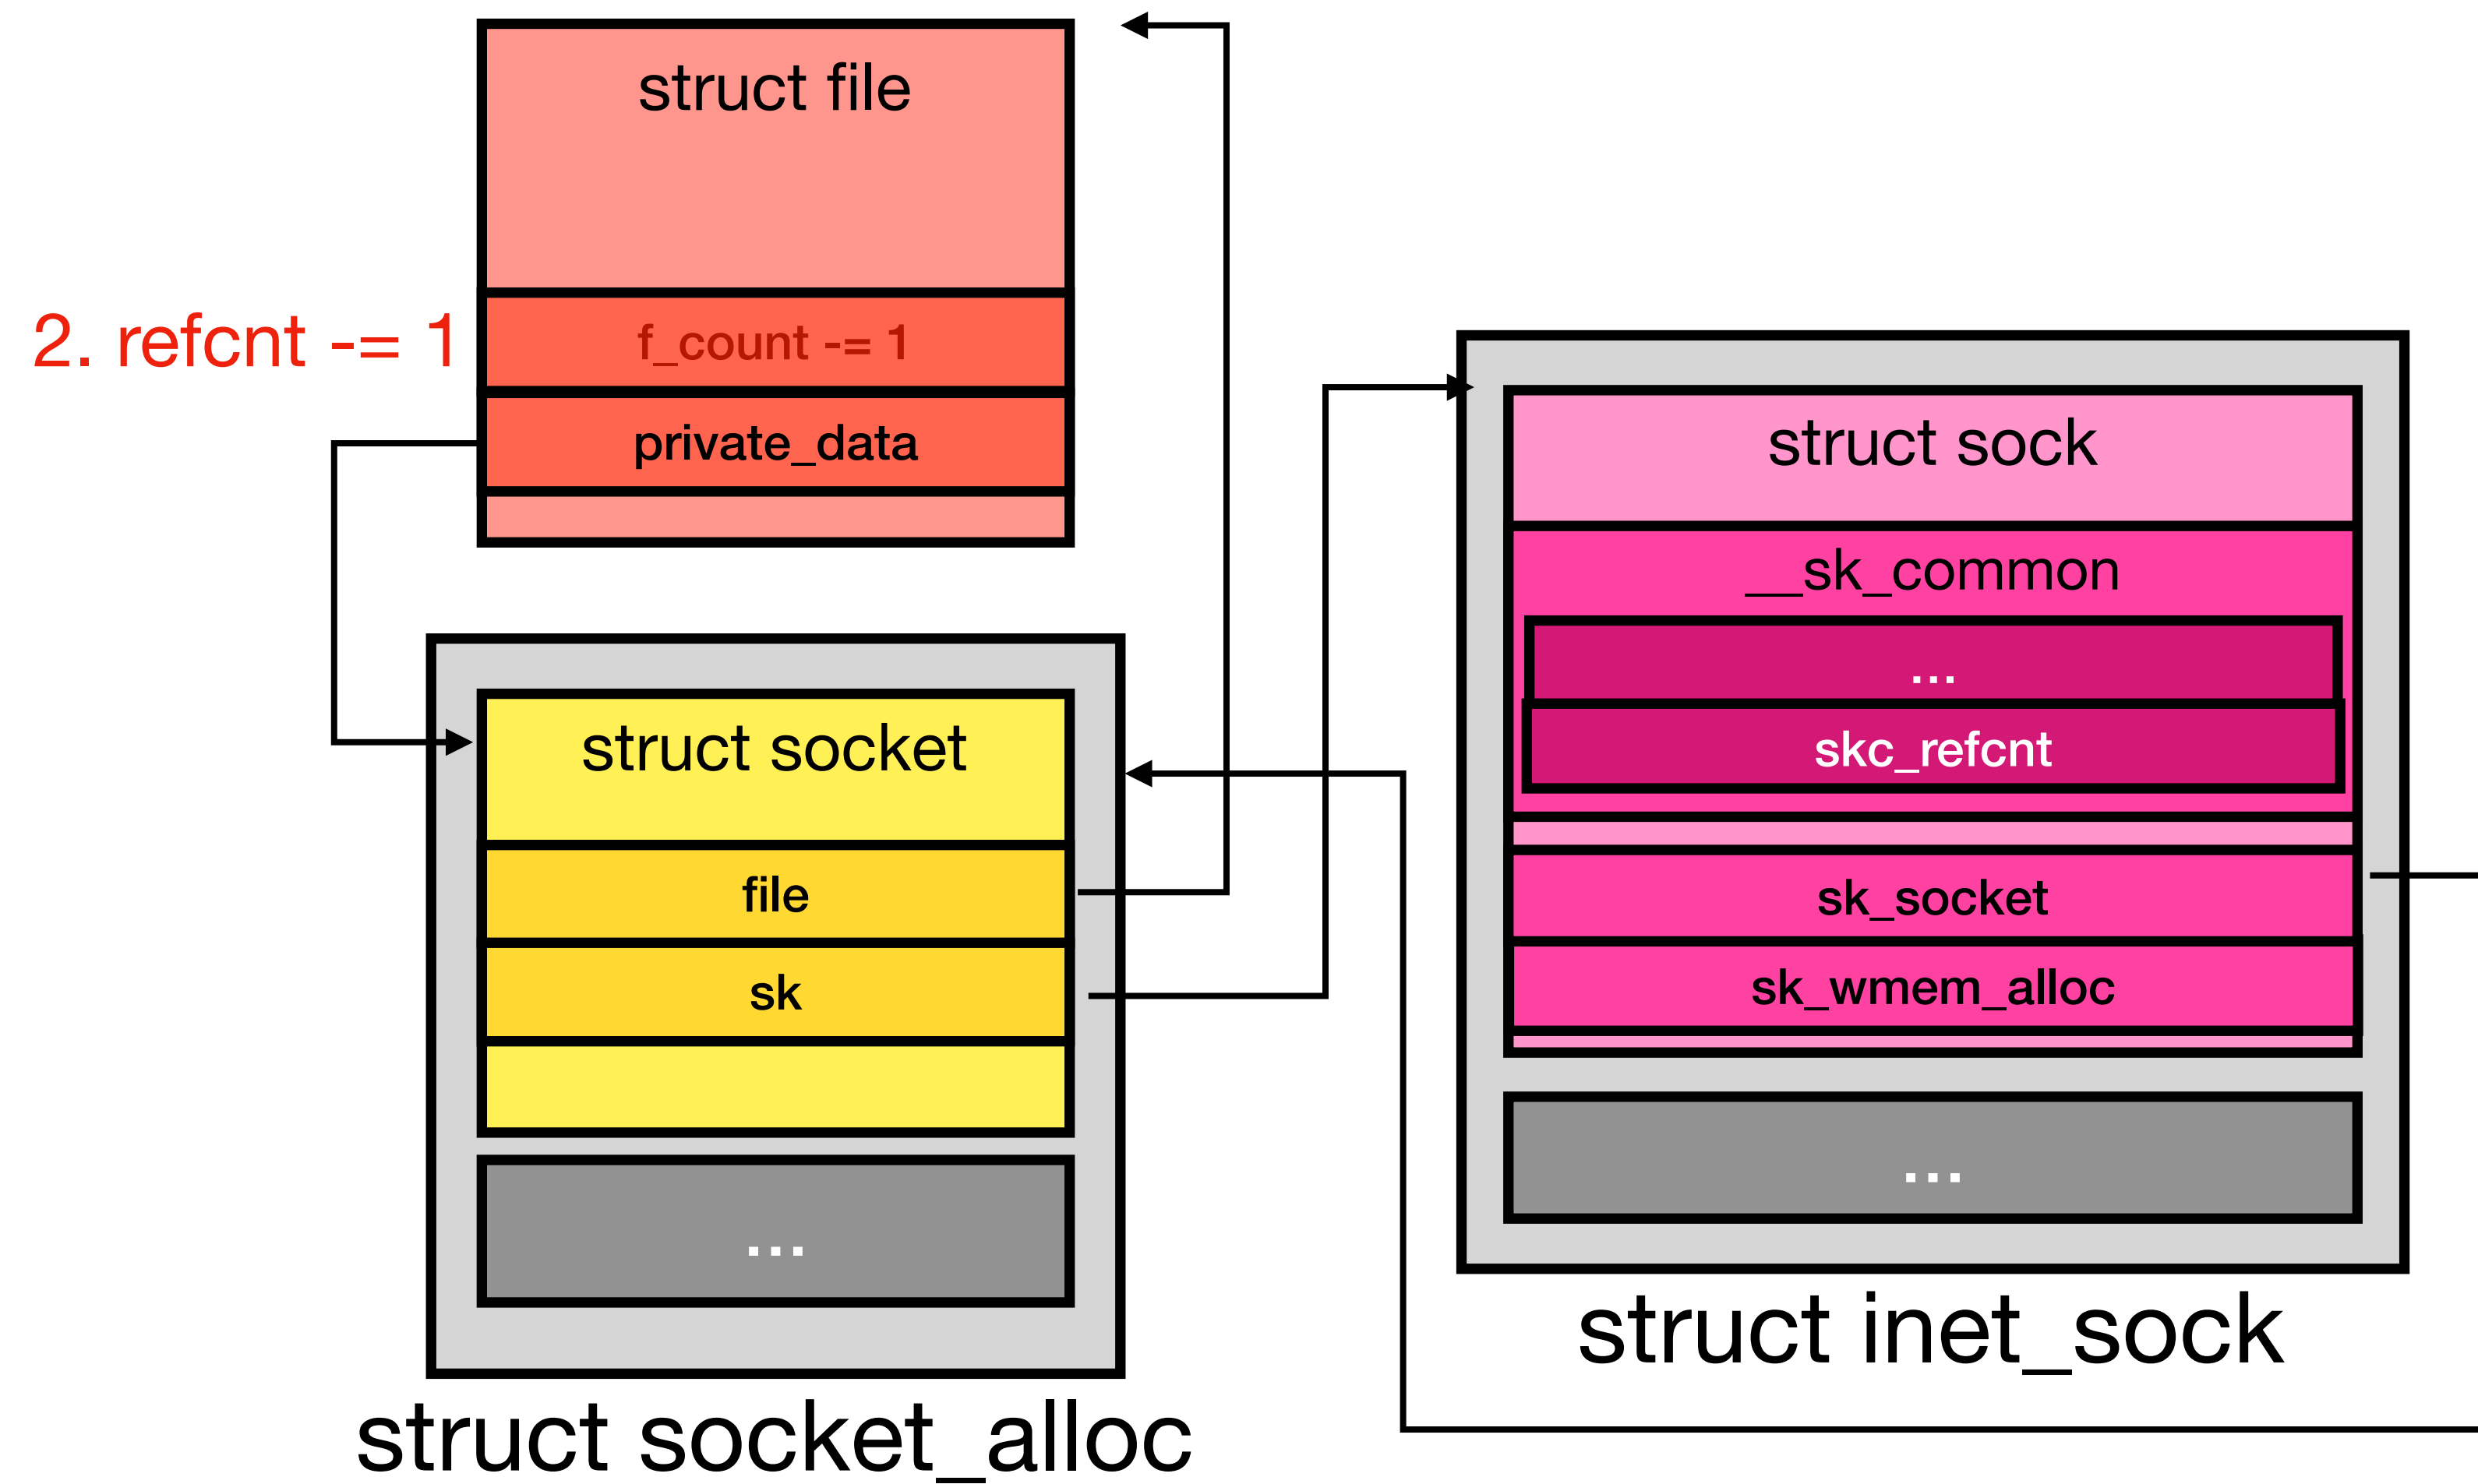 struct file
2. refcnt -= 1
f_count -= 1
private_data
struct socket
file
sk
...
struct socket_alloc
struct sock
__sk_common
...
skc_refcnt
sk_socket
sk_wmem_alloc
...
struct inet_sock